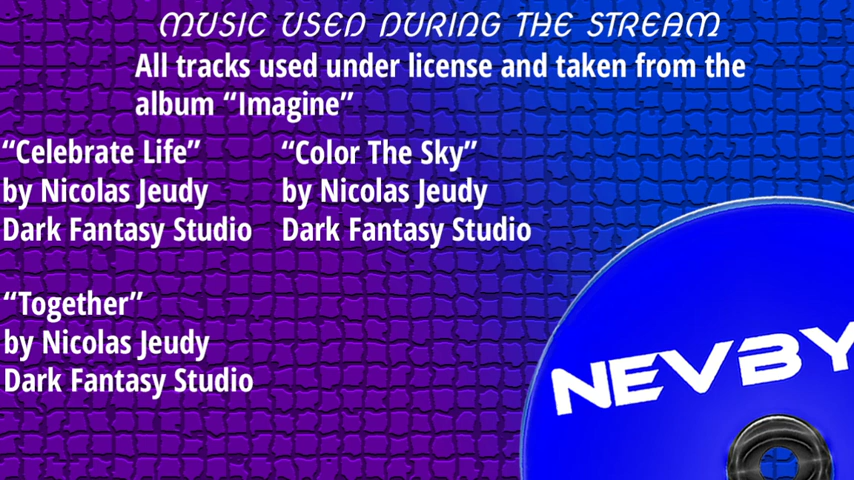 MUSIC USED DURING THE STREAM
All tracks used under license and taken from the
album “Imagine”
“Celebrate Life”
by Nicolas Jeudy
Dark Fantasy Studio
“Color The Sky”
by Nicolas Jeudy
Dark Fantasy Studio
“Together”
by Nicolas Jeudy
Dark Fantasy Studio
NEVBY